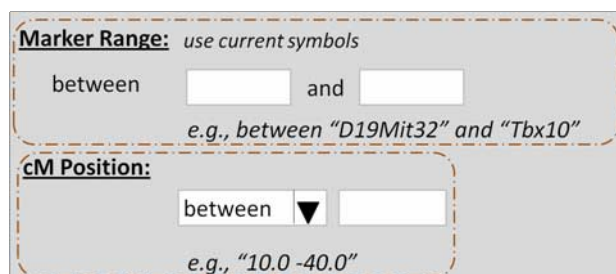 Marker Range: use current symbols
between and
e.g., between “D19Mit32” and “Tbx10”
cM Position:
between
e.g., “10.0 -40.0”